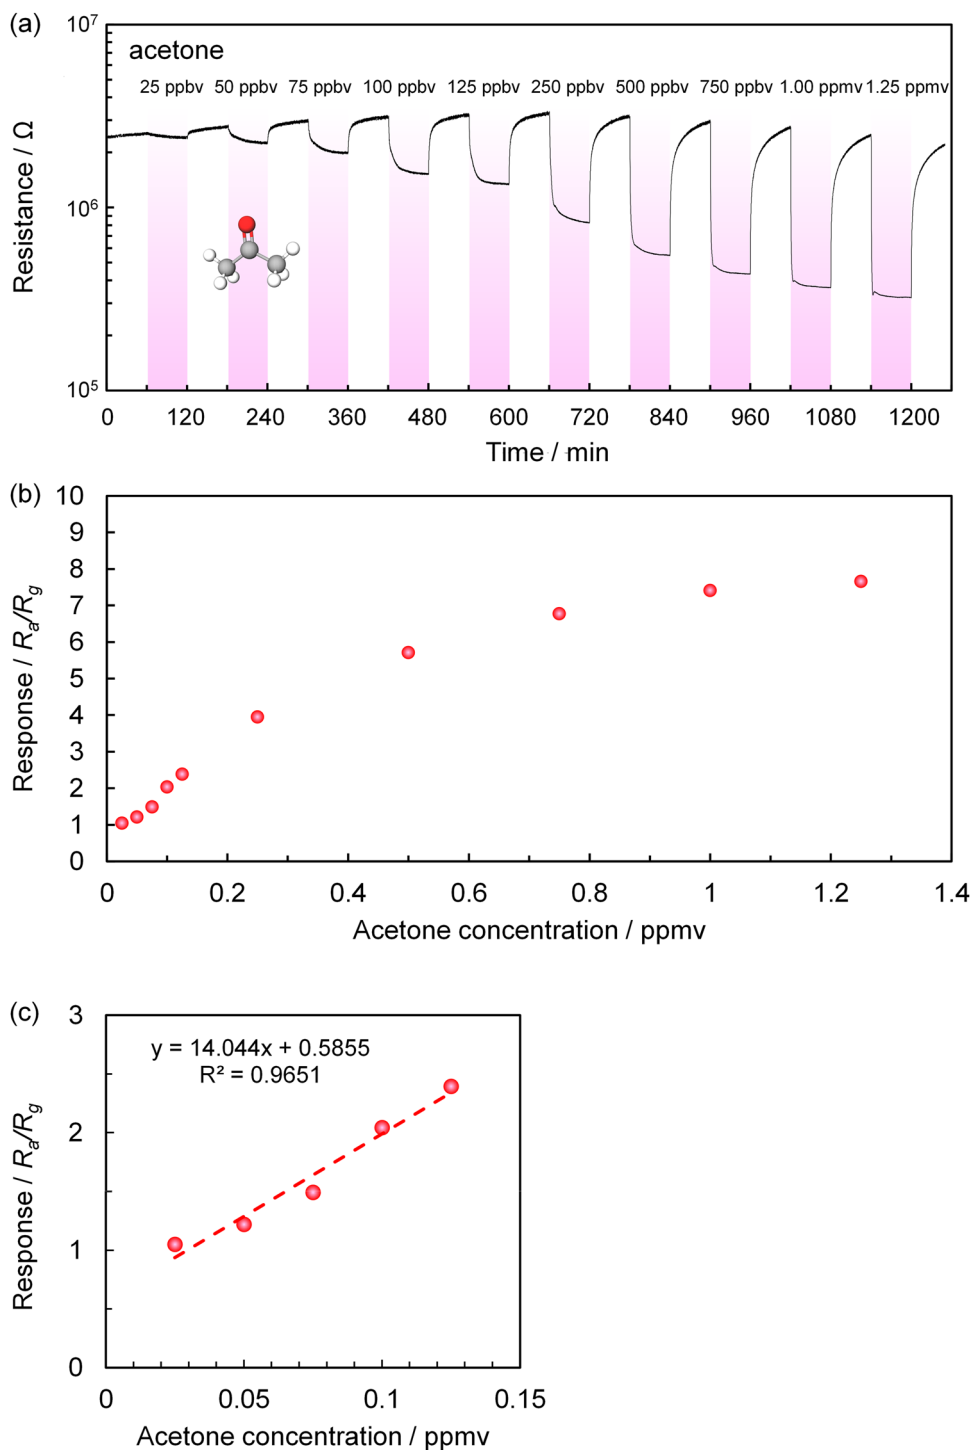 (a)
10⁷
acetone
25 ppbv 50 ppbv 75 ppbv 100 ppbv 125 ppbv 250 ppbv 500 ppbv 750 ppbv 1.00 ppmv 1.25 ppmv
Resistance / Ω
10⁶
10⁵
0 120 240 360 480 600 720 840 960 1080 1200
Time / min
(b)
10
9
8
7
6
5
4
3
2
1
0
Response / Ra/Rg
0 0.2 0.4 0.6 0.8 1 1.2 1.4
Acetone concentration / ppmv
(c)
3
y = 14.044x + 0.5855
R² = 0.9651
2
1
0
Response / Ra/Rg
0 0.05 0.1 0.15
Acetone concentration / ppmv